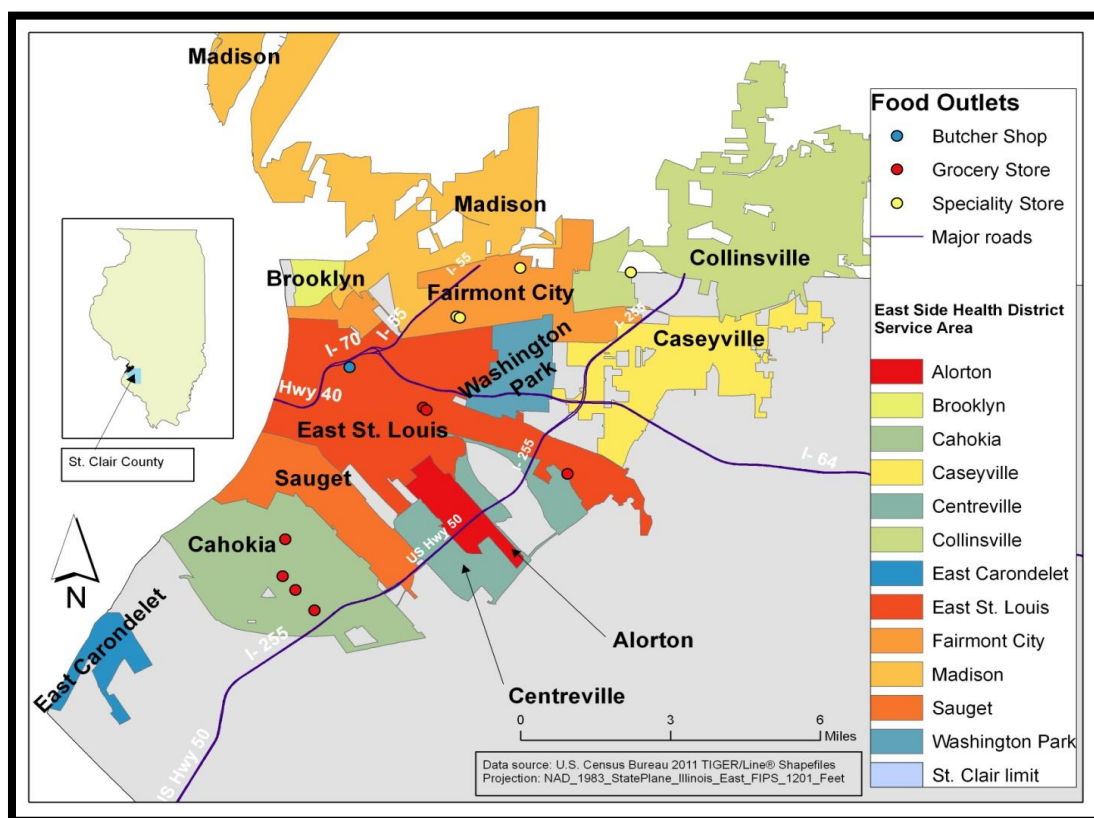 Madison
Madison
Brooklyn
I- 55
Fairmont City
Collinsville
I- 70
I- 55
I- 255
Caseyville
Washington
Park
Hwy 40
East St. Louis
I- 64
I- 255
Sauget
US Hwy 50
Cahokia
East Carondelet
I- 255
Alorton
Centreville
US Hwy 50
St. Clair County
N
0 3 6
Miles
Data source: U.S. Census Bureau 2011 TIGER/Line® Shapefiles
Projection: NAD_1983_StatePlane_Illinois_East_FIPS_1201_Feet
Food Outlets
Butcher Shop
Grocery Store
Speciality Store
Major roads
East Side Health District
Service Area
Alorton
Brooklyn
Cahokia
Caseyville
Centreville
Collinsville
East Carondelet
East St. Louis
Fairmont City
Madison
Sauget
Washington Park
St. Clair limit